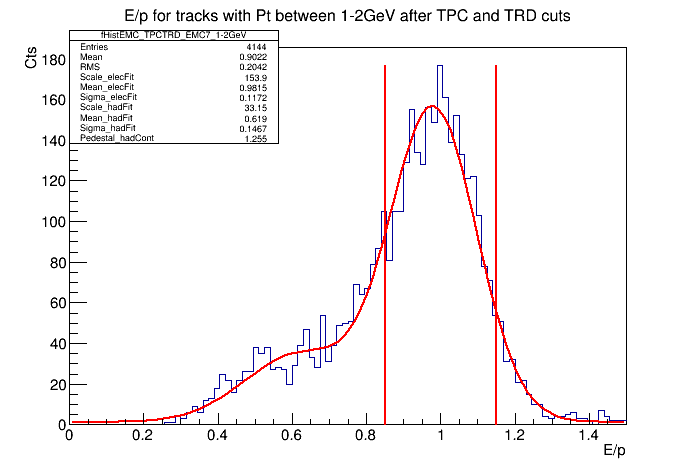 E/p for tracks with Pt between 1-2GeV after TPC and TRD cuts
fHistEMC_TPCTRD_EMC7_1-2GeV
Entries 4144
Mean 0.9022
RMS 0.2042
Scale_elecFit 153.9
Mean_elecFit 0.9815
Sigma_elecFit 0.1172
Scale_hadFit 33.15
Mean_hadFit 0.619
Sigma_hadFit 0.1467
Pedestal_hadCont 1.255
Cts
180
160
140
120
100
80
60
40
20
0
0 0.2 0.4 0.6 0.8 1 1.2 1.4
E/p